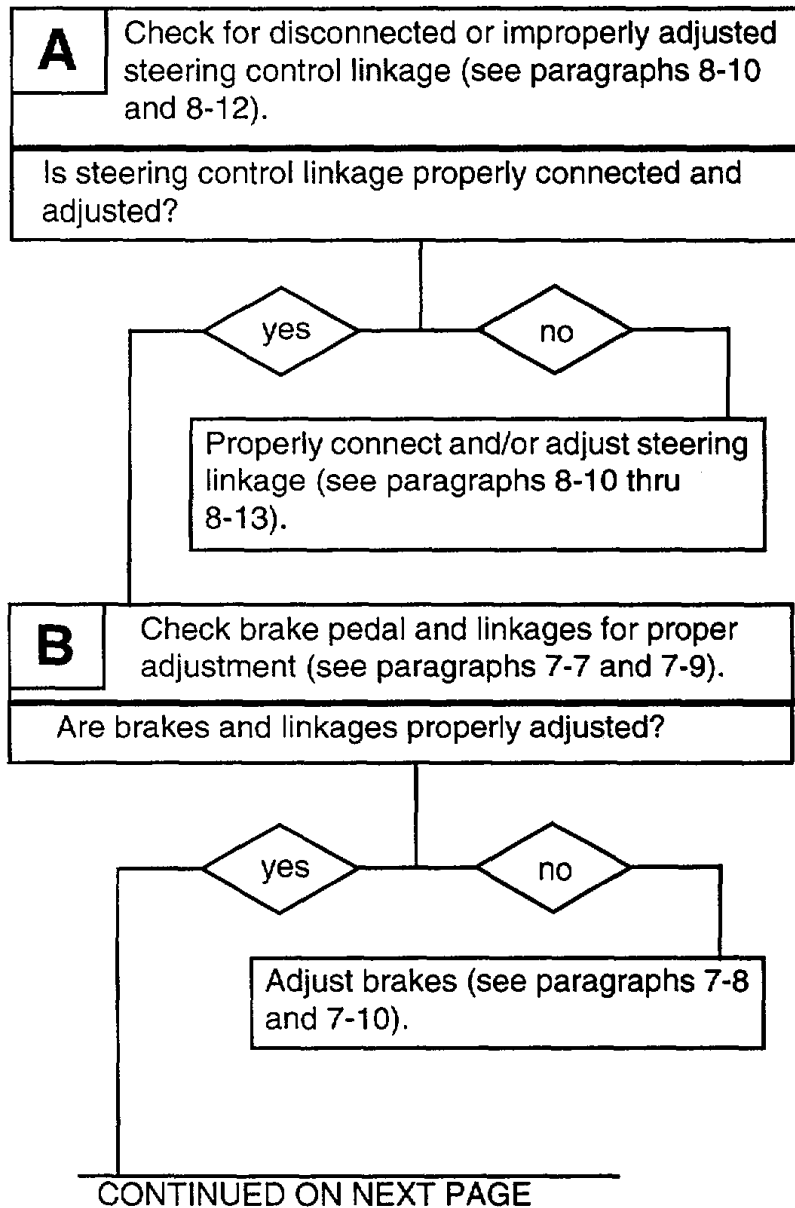 A
Check for disconnected or improperly adjusted
steering control linkage (see paragraphs 8-10
and 8-12).
Is steering control linkage properly connected and
adjusted?
yes
no
Properly connect and/or adjust steering
linkage (see paragraphs 8-10 thru
8-13).
B
Check brake pedal and linkages for proper
adjustment (see paragraphs 7-7 and 7-9).
Are brakes and linkages properly adjusted?
yes
no
Adjust brakes (see paragraphs 7-8
and 7-10).
CONTINUED ON NEXT PAGE